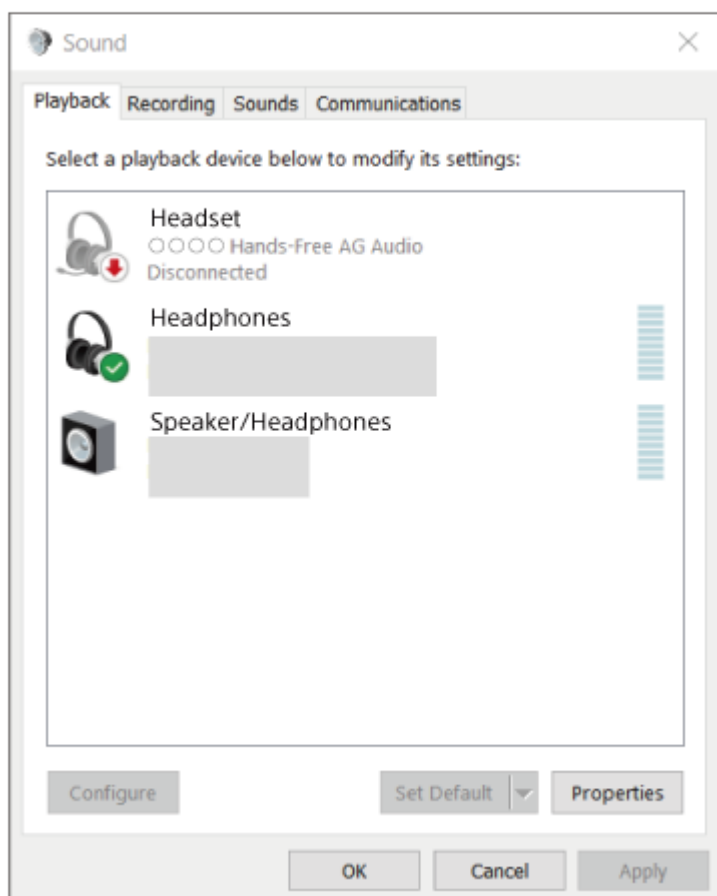 Sound
Playback Recording Sounds Communications
Select a playback device below to modify its settings:
Headset
○○○○ Hands-Free AG Audio
Disconnected
Headphones
Speaker/Headphones
Configure Set Default Properties
OK Cancel Apply